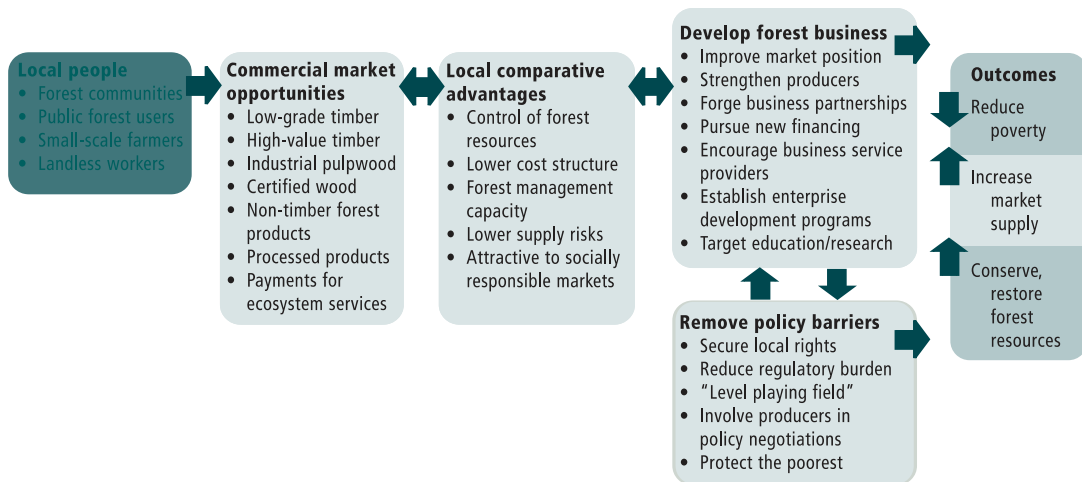 Local people
• Forest communities
• Public forest users
• Small-scale farmers
• Landless workers
Commercial market
opportunities
• Low-grade timber
• High-value timber
• Industrial pulpwood
• Certified wood
• Non-timber forest
products
• Processed products
• Payments for
ecosystem services
Local comparative
advantages
• Control of forest
resources
• Lower cost structure
• Forest management
capacity
• Lower supply risks
• Attractive to socially
responsible markets
Develop forest business
• Improve market position
• Strengthen producers
• Forge business partnerships
• Pursue new financing
• Encourage business service
providers
• Establish enterprise
development programs
• Target education/research
Remove policy barriers
• Secure local rights
• Reduce regulatory burden
• “Level playing field”
• Involve producers in
policy negotiations
• Protect the poorest
Outcomes
Reduce
poverty
Increase
market
supply
Conserve,
restore
forest
resources